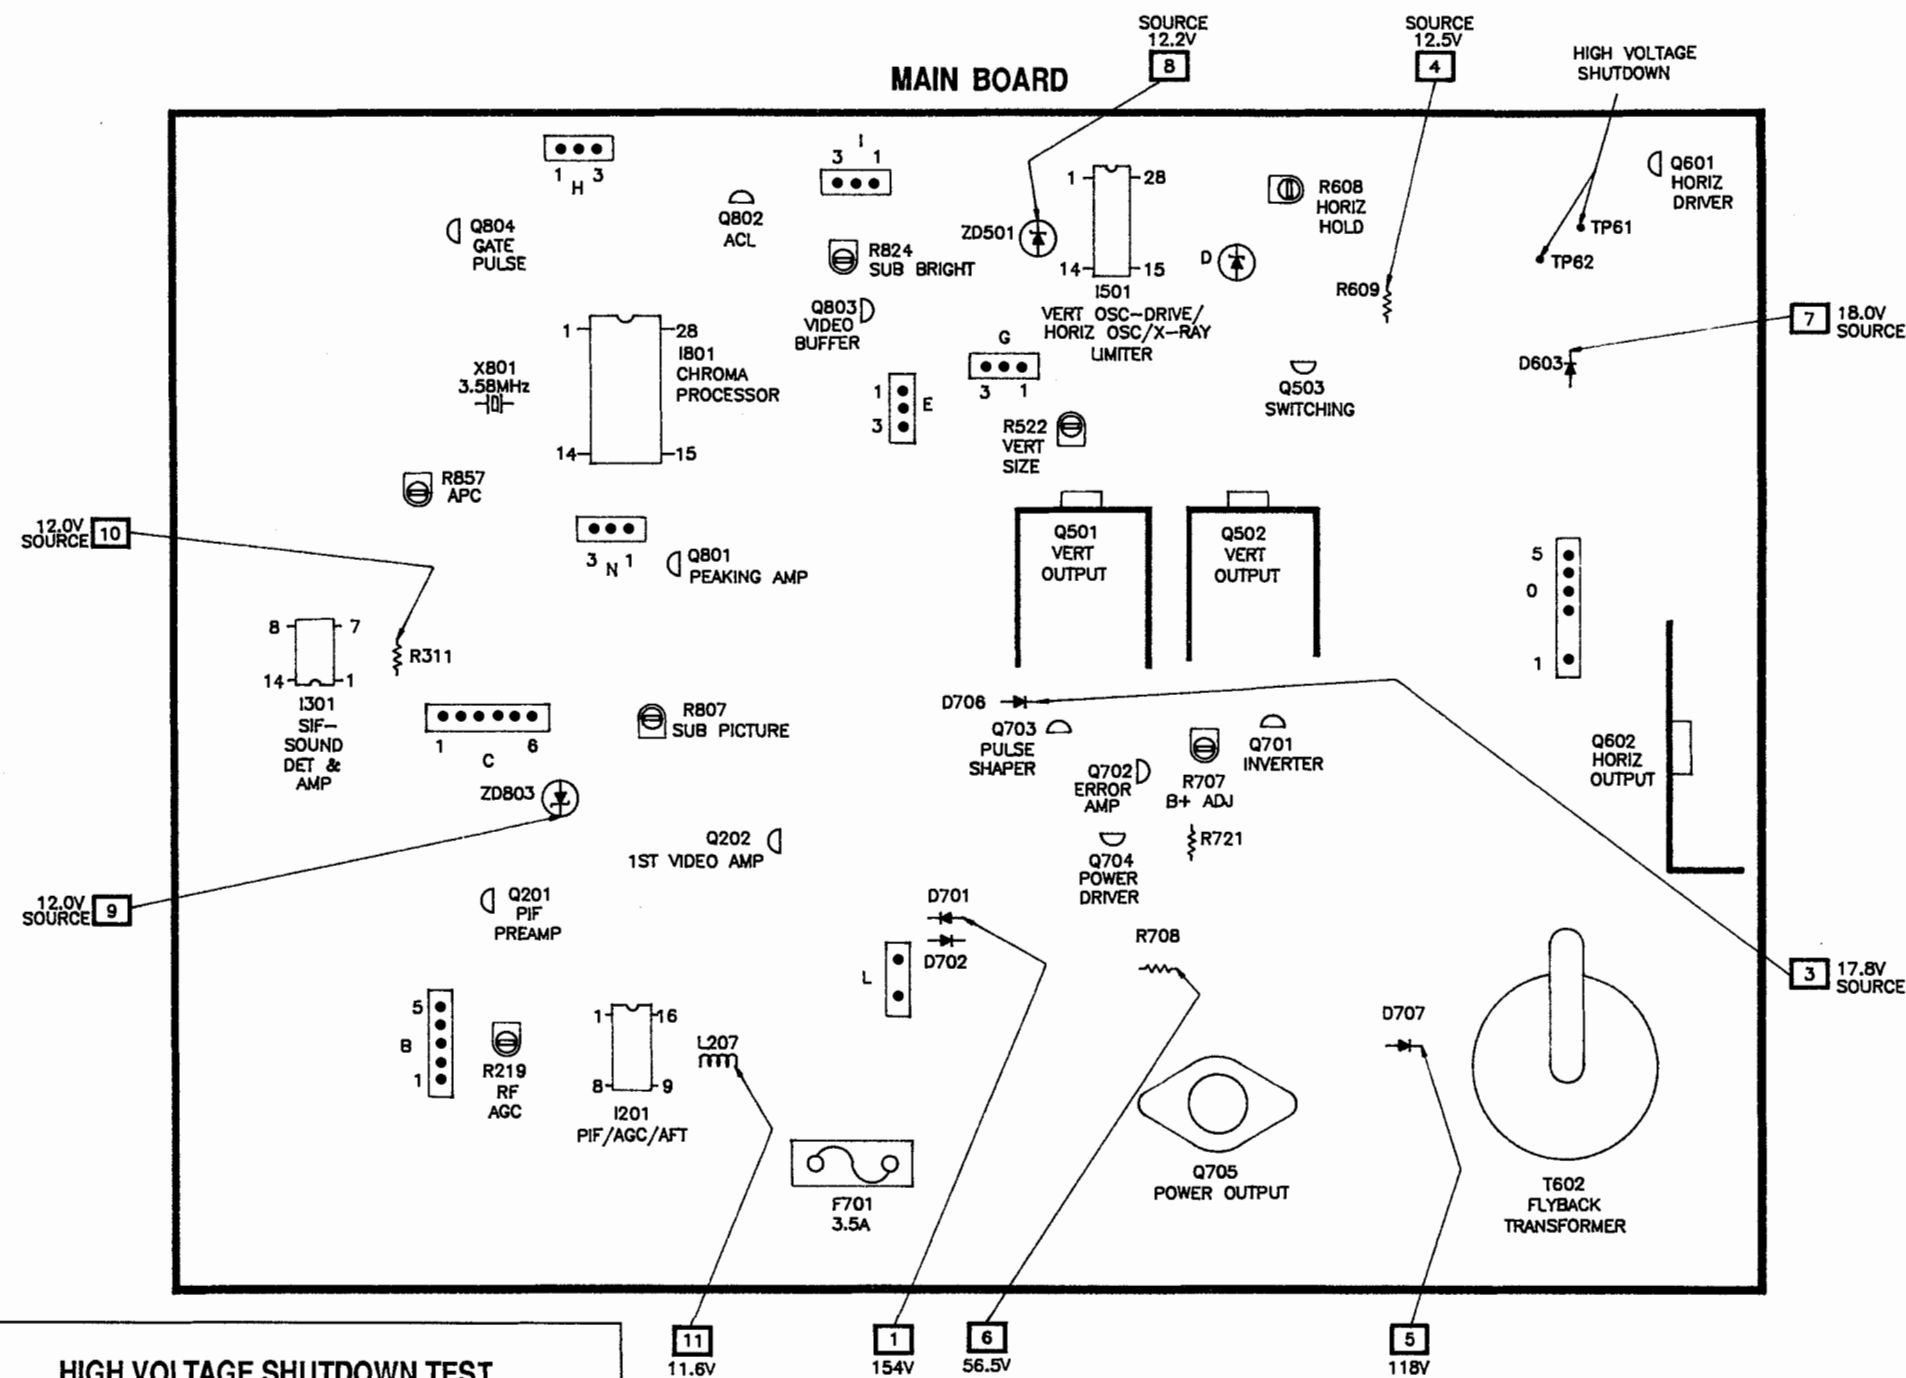 SOURCE
12.2V
8
SOURCE
12.5V
4
HIGH VOLTAGE
SHUTDOWN
MAIN BOARD
1 3
H
I
3 1
Q804
GATE
PULSE
Q802
ACL
R824
SUB BRIGHT
ZD501
1 28
14 15
I501
VERT OSC-DRIVE/
HORIZ OSC/X-RAY
LIMITER
D
R608
HORIZ
HOLD
R609
Q601
HORIZ
DRIVER
TP61
TP62
7
18.0V
SOURCE
D603
Q803
VIDEO
BUFFER
1 28
14 15
I801
CHROMA
PROCESSOR
X801
3.58MHz
1
E
3
G
3 1
Q503
SWITCHING
R522
VERT
SIZE
R857
APC
12.0V
SOURCE
10
3 N 1
Q801
PEAKING AMP
Q501
VERT
OUTPUT
Q502
VERT
OUTPUT
5
O
1
8 7
14 1
I301
SIF-
SOUND
DET &
AMP
R311
1 6
C
R807
SUB PICTURE
D706
Q703
PULSE
SHAPER
Q702
ERROR
AMP
R707
B+ ADJ
Q701
INVERTER
Q602
HORIZ
OUTPUT
ZD803
Q202
1ST VIDEO AMP
Q704
POWER
DRIVER
R721
12.0V
SOURCE
9
Q201
PIF
PREAMP
D701
D702
L
R708
3
17.8V
SOURCE
5
B
1
R219
RF
AGC
1 16
8 9
I201
PIF/AGC/AFT
L207
D707
F701
3.5A
Q705
POWER OUTPUT
T602
FLYBACK
TRANSFORMER
11
11.6V
1
154V
6
56.5V
5
118V
HIGH VOLTAGE SHUTDOWN TEST